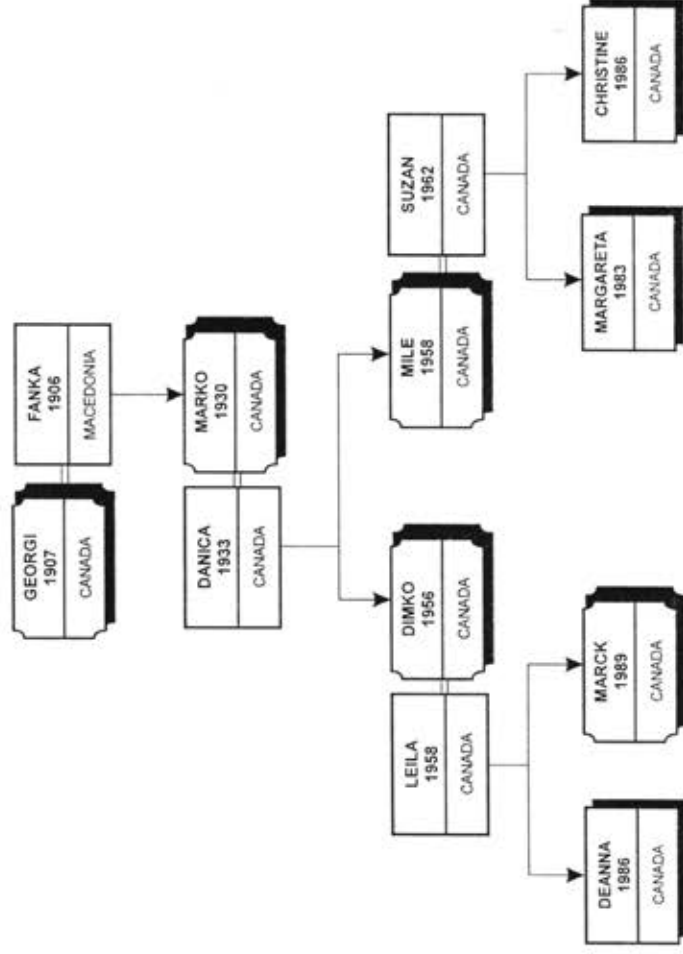 GEORGI
1907
CANADA
FANKA
1906
MACEDONIA
DANICA
1933
CANADA
MARKO
1930
CANADA
LEILA
1958
CANADA
DIMKO
1956
CANADA
MILE
1958
CANADA
SUZAN
1962
CANADA
DEANNA
1986
CANADA
MARCK
1989
CANADA
MARGARETA
1983
CANADA
CHRISTINE
1986
CANADA